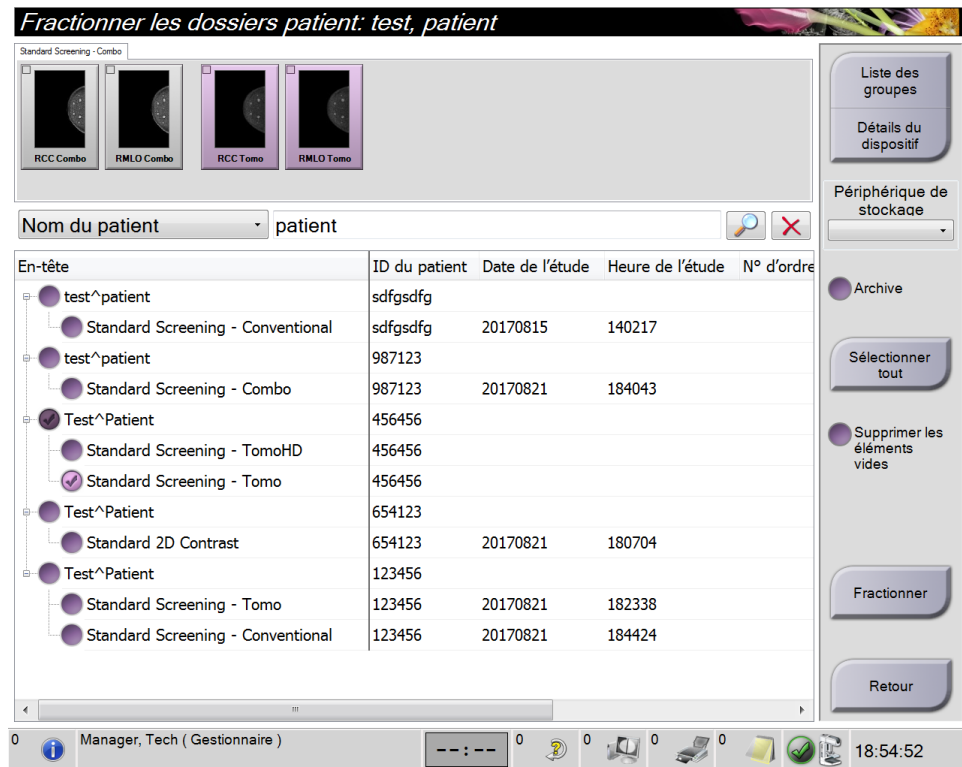 Fractionner les dossiers patient: test, patient
Standard Screening - Combo
RCC Combo
RMLO Combo
RCC Tomo
RMLO Tomo
Liste des
groupes
Détails du
dispositif
Périphérique de
stockage
Nom du patient
patient
En-tête ID du patient Date de l'étude Heure de l'étude N° d'ordre
Archive
test^patient sdfgsdfg
Standard Screening - Conventional sdfgsdfg 20170815 140217
test^patient 987123
Standard Screening - Combo 987123 20170821 184043
Sélectionner
tout
Test^Patient 456456
Standard Screening - TomoHD 456456
Standard Screening - Tomo 456456
Supprimer les
éléments
vides
Test^Patient 654123
Standard 2D Contrast 654123 20170821 180704
Test^Patient 123456
Standard Screening - Tomo 123456 20170821 182338
Standard Screening - Conventional 123456 20170821 184424
Fractionner
Retour
0 Manager, Tech ( Gestionnaire ) --:-- 0 0 0 0 18:54:52